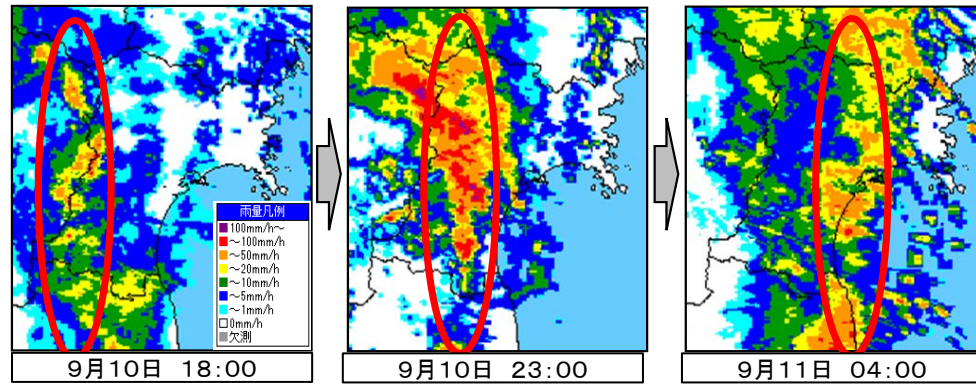 雨量凡例
100mm/h～
～100mm/h
～50mm/h
～20mm/h
～10mm/h
～5mm/h
～1mm/h
0mm/h
欠測
9月10日 18:00
9月10日 23:00
9月11日 04:00